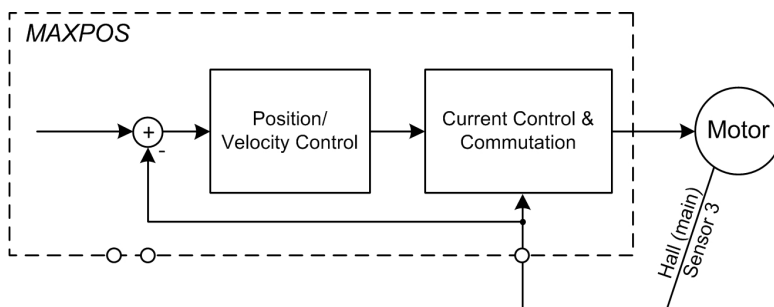 MAXPOS
+
-
Position/
Velocity Control
Current Control &
Commutation
Motor
Hall (main)
Sensor 3